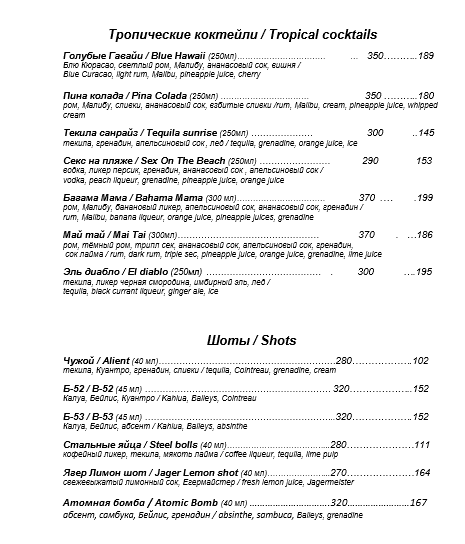 Тропические коктейли / Tropical cocktails
Голубые Гавайи / Blue Hawaii (250мл)............................... ... 350............189
Блю Кюрасао, светлый ром, Малибу, ананасовый сок, вишня /
Blue Curacao, light rum, Malibu, pineapple juice, cherry
Пина колада / Pina Colada (250мл) ........................... 350 ............180
ром, Малибу, сливки, ананасовый сок, взбитые сливки /rum, Malibu, cream, pineapple juice, whipped
cream
Текила санрайз / Tequila sunrise (250мл) ..................... 300 ..145
текила, гренадин, апельсиновый сок , лед / tequila, grenadine, orange juice, ice
Секс на пляже / Sex On The Beach (250мл) ........................ 290 153
водка, ликер персик, гренадин, ананасовый сок , апельсиновый сок /
vodka, peach liqueur, grenadine, pineapple juice, orange juice
Багама Мама / Bahama Mama (300 мл)............................. 370 .... .199
ром, Малибу, банановый ликер, апельсиновый сок, ананасовый сок, гренадин /
rum, Malibu, banana liqueur, orange juice, pineapple juices, grenadine
Май тай / Mai Tai (300мл)................................................ 370 . ...186
ром, тёмный ром, трипл сек, ананасовый сок, апельсиновый сок, гренадин,
сок лайма / rum, dark rum, triple sec, pineapple juice, orange juice, grenadine, lime juice
Эль диабло / El diablo (250мл) ....................................... . 300 ....195
текила, ликер черная смородина, имбирный эль, лед /
tequila, black currant liqueur, ginger ale, ice
Шоты / Shots
Чужой / Alient (40 мл)............................................................280.....................102
текила, Куантро, гренадин, сливки / tequila, Cointreau, grenadine, cream
Б-52 / B-52 (45 мл) ................................................................ 320......................152
Калуа, Бейлис, Куантро / Kahlua, Baileys, Cointreau
Б-53 / B-53 (45 мл) .................................................................320......................152
Калуа, Бейлис, абсент / Kahlua, Baileys, absinthe
Стальные яйца / Steel bolls (40 мл)...................................280........................111
кофейный ликер, текила, мякоть лайма / coffee liqueur, tequila, lime pulp
Ягер Лимон шот / Jager Lemon shot (40 мл).......................270.......................164
свежевыжатый лимонный сок, Егермайстер / fresh lemon juice, Jagermeister
Атомная бомба / Atomic Bomb (40 мл) .............................320.......................167
абсент, самбука, Бейлис, гренадин / absinthe, sambuca, Baileys, grenadine